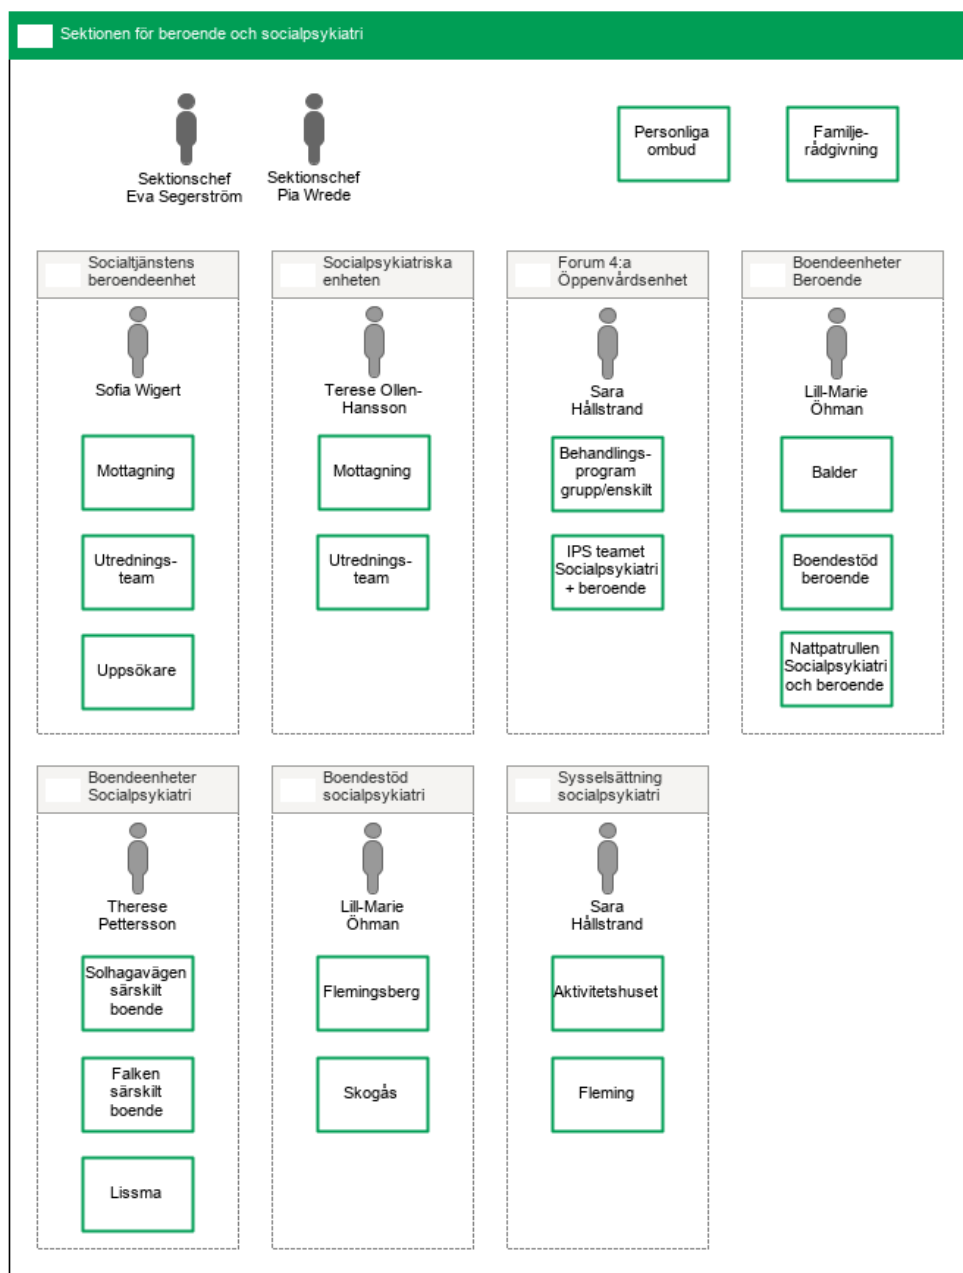 Sektionen för beroende och socialpsykiatri
Sektionschef
Eva Segerström
Sektionschef
Pia Wrede
Personliga
ombud
Familje-
rådgivning
Socialtjänstens
beroendeenhet
Sofia Wigert
Mottagning
Utrednings-
team
Uppsökare
Socialpsykiatriska
enheten
Terese Ollen-
Hansson
Mottagning
Utrednings-
team
Forum 4:a
Öppenvårdsenhet
Sara
Hållstrand
Behandlings-
program
grupp/enskilt
IPS teamet
Socialpsykiatri
+ beroende
Boendeenheter
Beroende
Lill-Marie
Öhman
Balder
Boendestöd
beroende
Nattpatrullen
Socialpsykiatri
och beroende
Boendeenheter
Socialpsykiatri
Therese
Pettersson
Solhagavägen
särskilt
boende
Falken
särskilt
boende
Lissma
Boendestöd
socialpsykiatri
Lill-Marie
Öhman
Flemingsberg
Skogås
Sysselsättning
socialpsykiatri
Sara
Hållstrand
Aktivitetshuset
Fleming